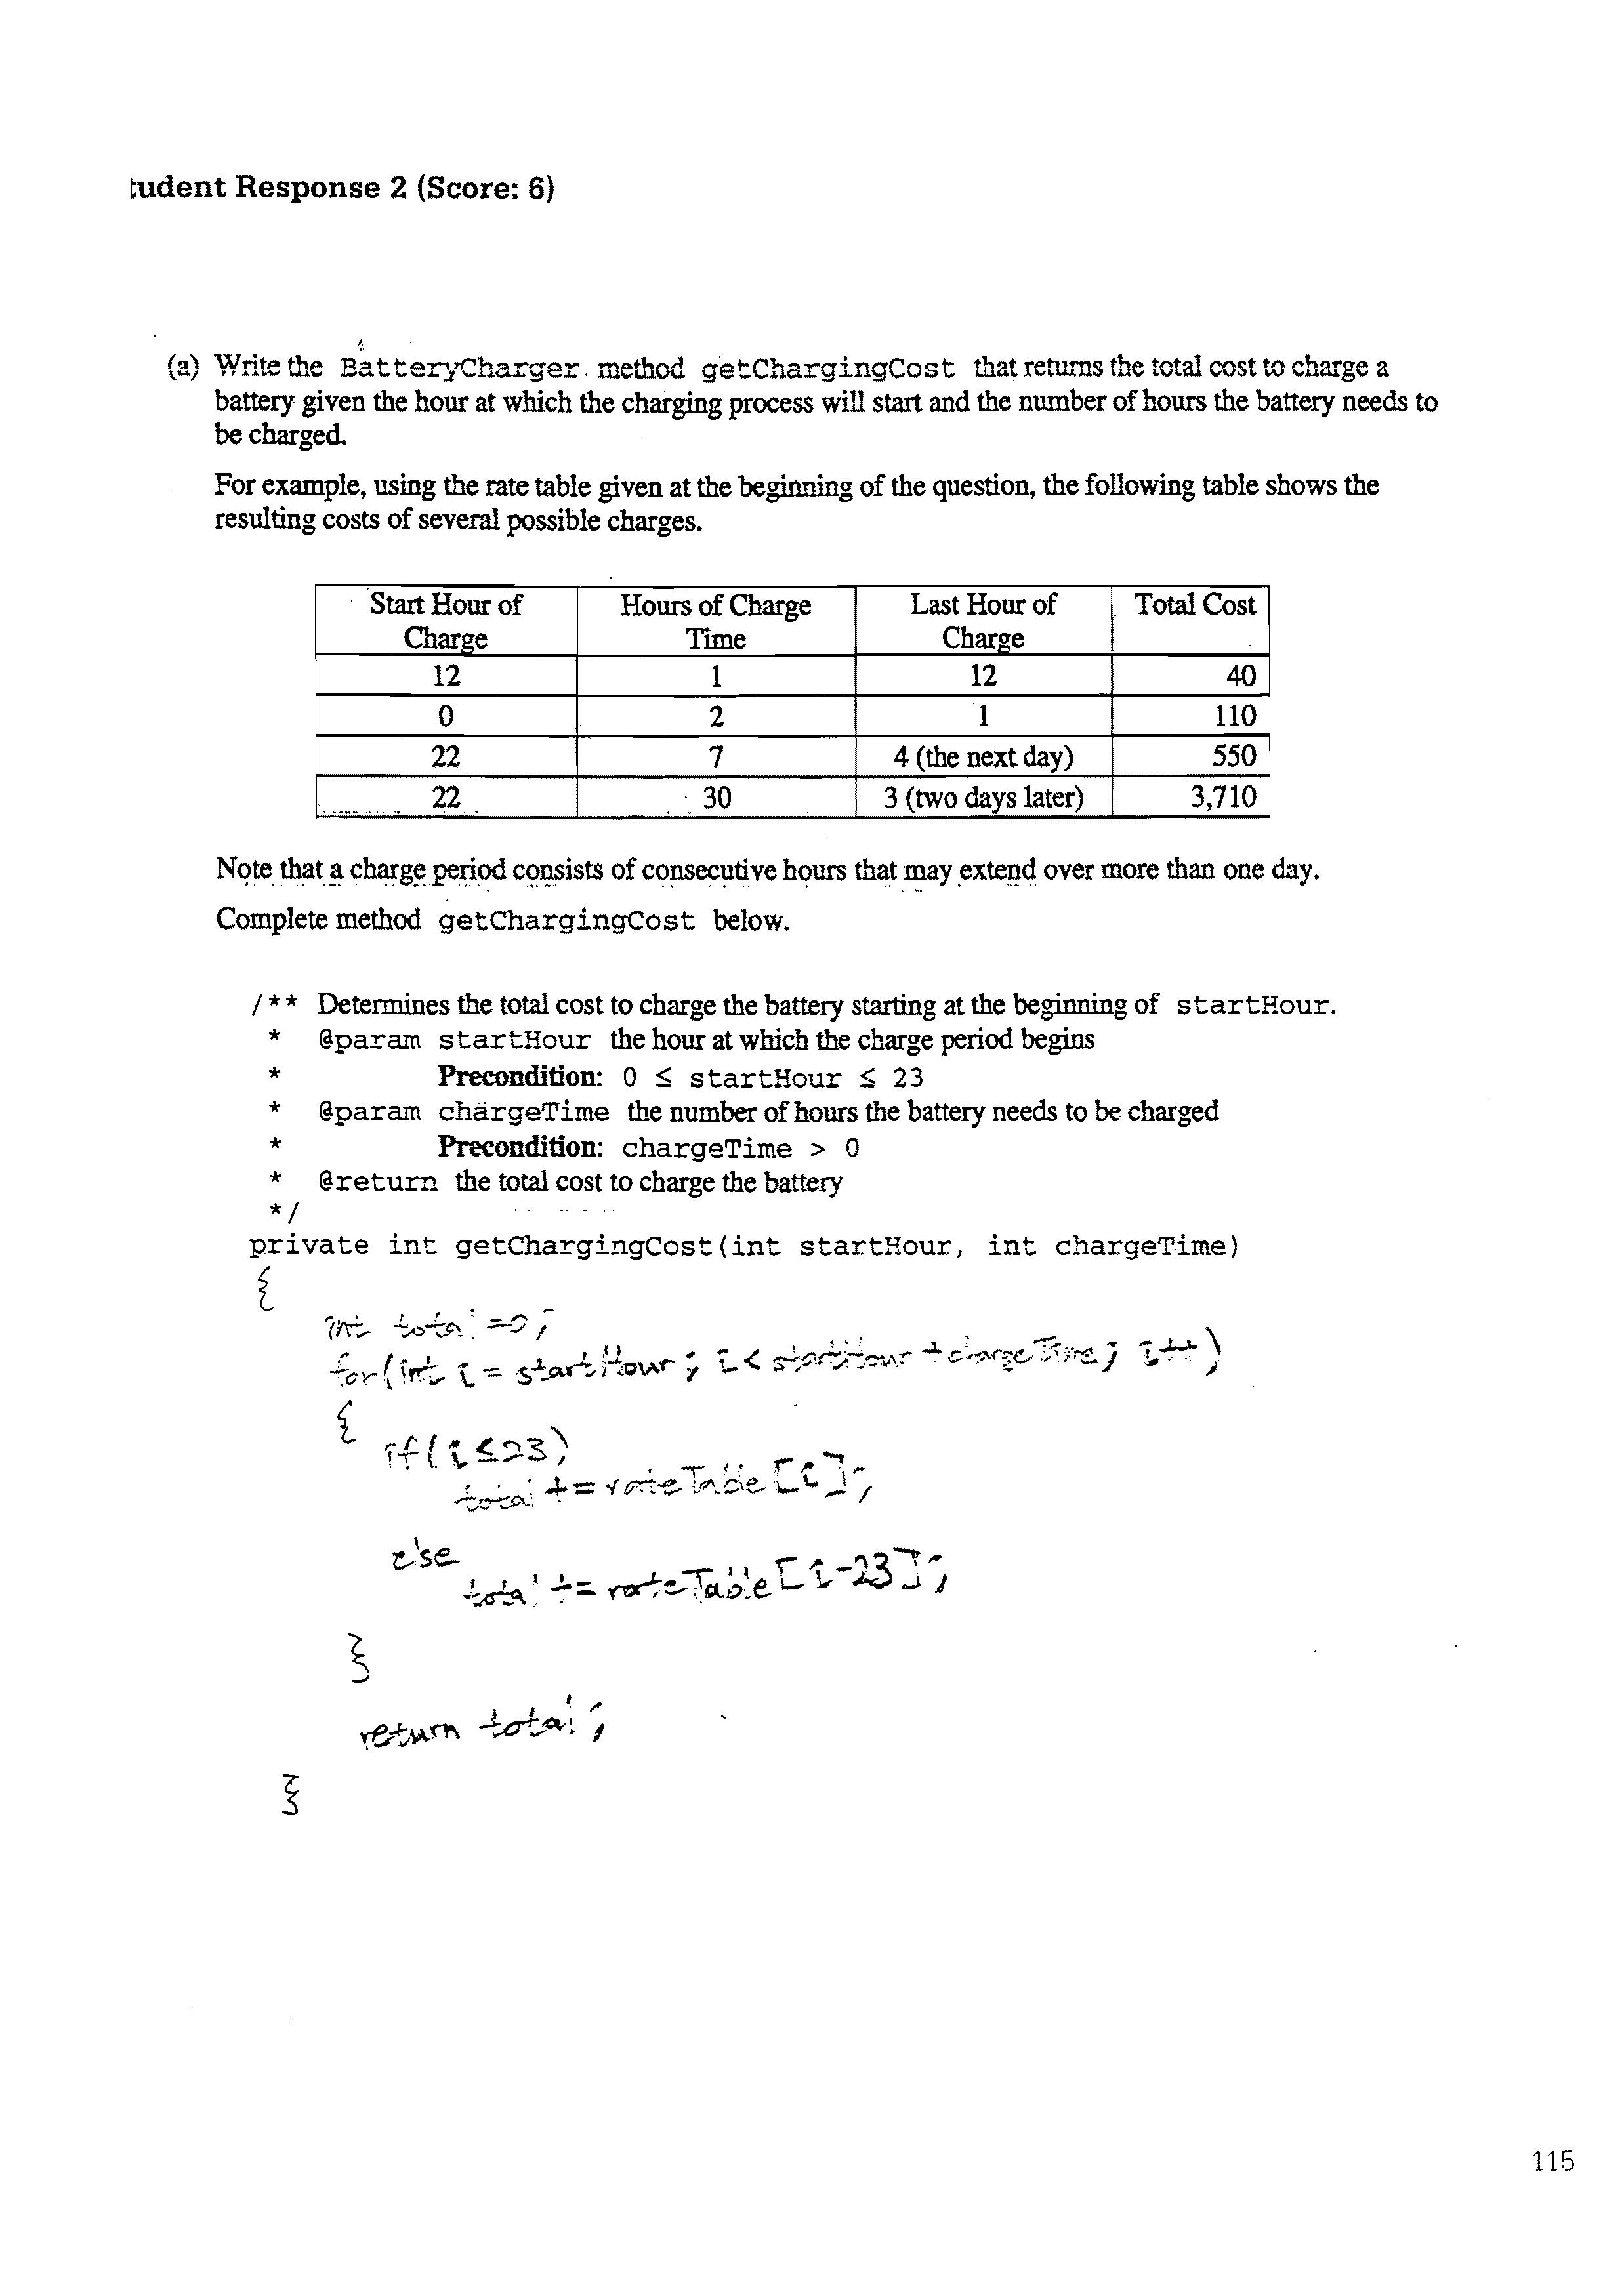 tudent Response 2 (Score: 6)
(a) Write the BatteryCharger method getChargingCost that returns the total cost to charge a
battery given the hour at which the charging process will start and the number of hours the battery needs to
be charged.
For example, using the rate table given at the beginning of the question, the following table shows the
resulting costs of several possible charges.
Start Hour of Charge | Hours of Charge Time | Last Hour of Charge | Total Cost
12 | 1 | 12 | 40
0 | 2 | 1 | 110
22 | 7 | 4 (the next day) | 550
22 | 30 | 3 (two days later) | 3,710
Note that a charge period consists of consecutive hours that may extend over more than one day.
Complete method getChargingCost below.
/** Determines the total cost to charge the battery starting at the beginning of startHour.
* @param startHour the hour at which the charge period begins
* Precondition: 0 ≤ startHour ≤ 23
* @param chargeTime the number of hours the battery needs to be charged
* Precondition: chargeTime > 0
* @return the total cost to charge the battery
*/
private int getChargingCost(int startHour, int chargeTime)
{
int total =0;
for(int i = startHour; i < startHour + chargeTime; i++)
{
if(i ≤ 23)
total += rateTable[i];
else
total += rateTable[i-23];
}
return total;
}
115